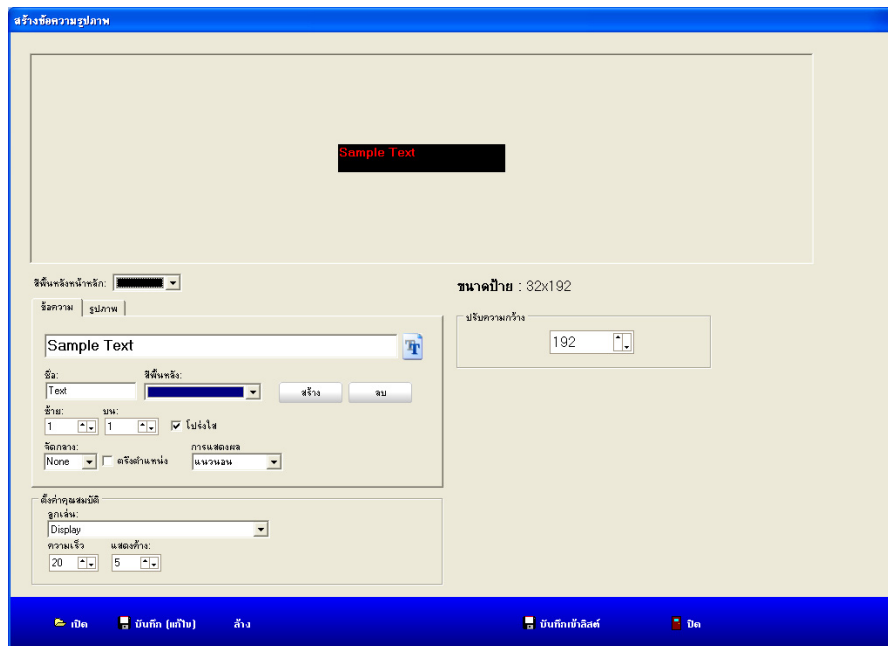 สร้างข้อความรูปภาพ
Sample Text
สีพื้นหลังหน้าหลัก:
ขนาดป้าย : 32x192
ข้อความ รูปภาพ
ปรับความกว้าง
Sample Text
192
ชื่อ: สีพื้นหลัง:
Text สร้าง ลบ
ซ้าย: บน:
1 1 โปร่งใส
จัดกลาง: การแสดงผล
None ตรึงตำแหน่ง แนวนอน
ตั้งค่าคุณสมบัติ
ลูกเล่น:
Display
ความเร็ว แสดงค้าง:
20 5
เปิด บันทึก (แก้ไข) ล้าง บันทึกเข้าลิสต์ ปิด